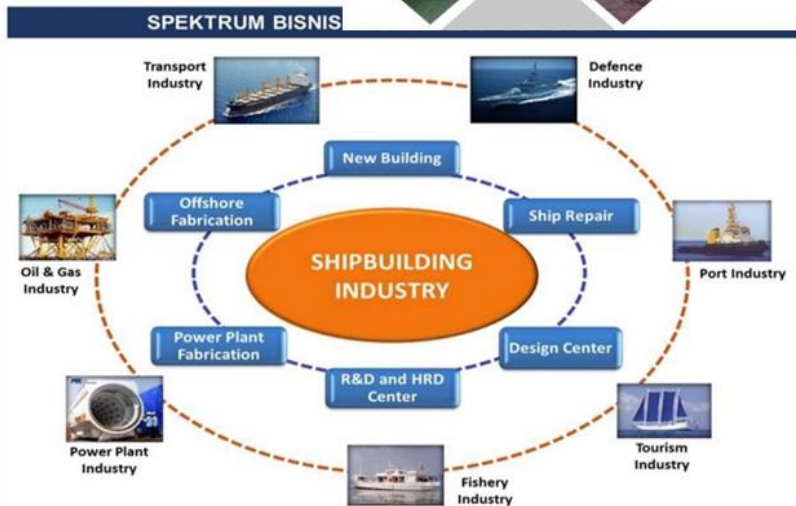 SPEKTRUM BISNIS
Transport
Industry
Defence
Industry
New Building
Offshore
Fabrication
Ship Repair
SHIPBUILDING
INDUSTRY
Oil & Gas
Industry
Port Industry
Power Plant
Fabrication
Design Center
R&D and HRD
Center
Power Plant
Industry
Tourism
Industry
Fishery
Industry